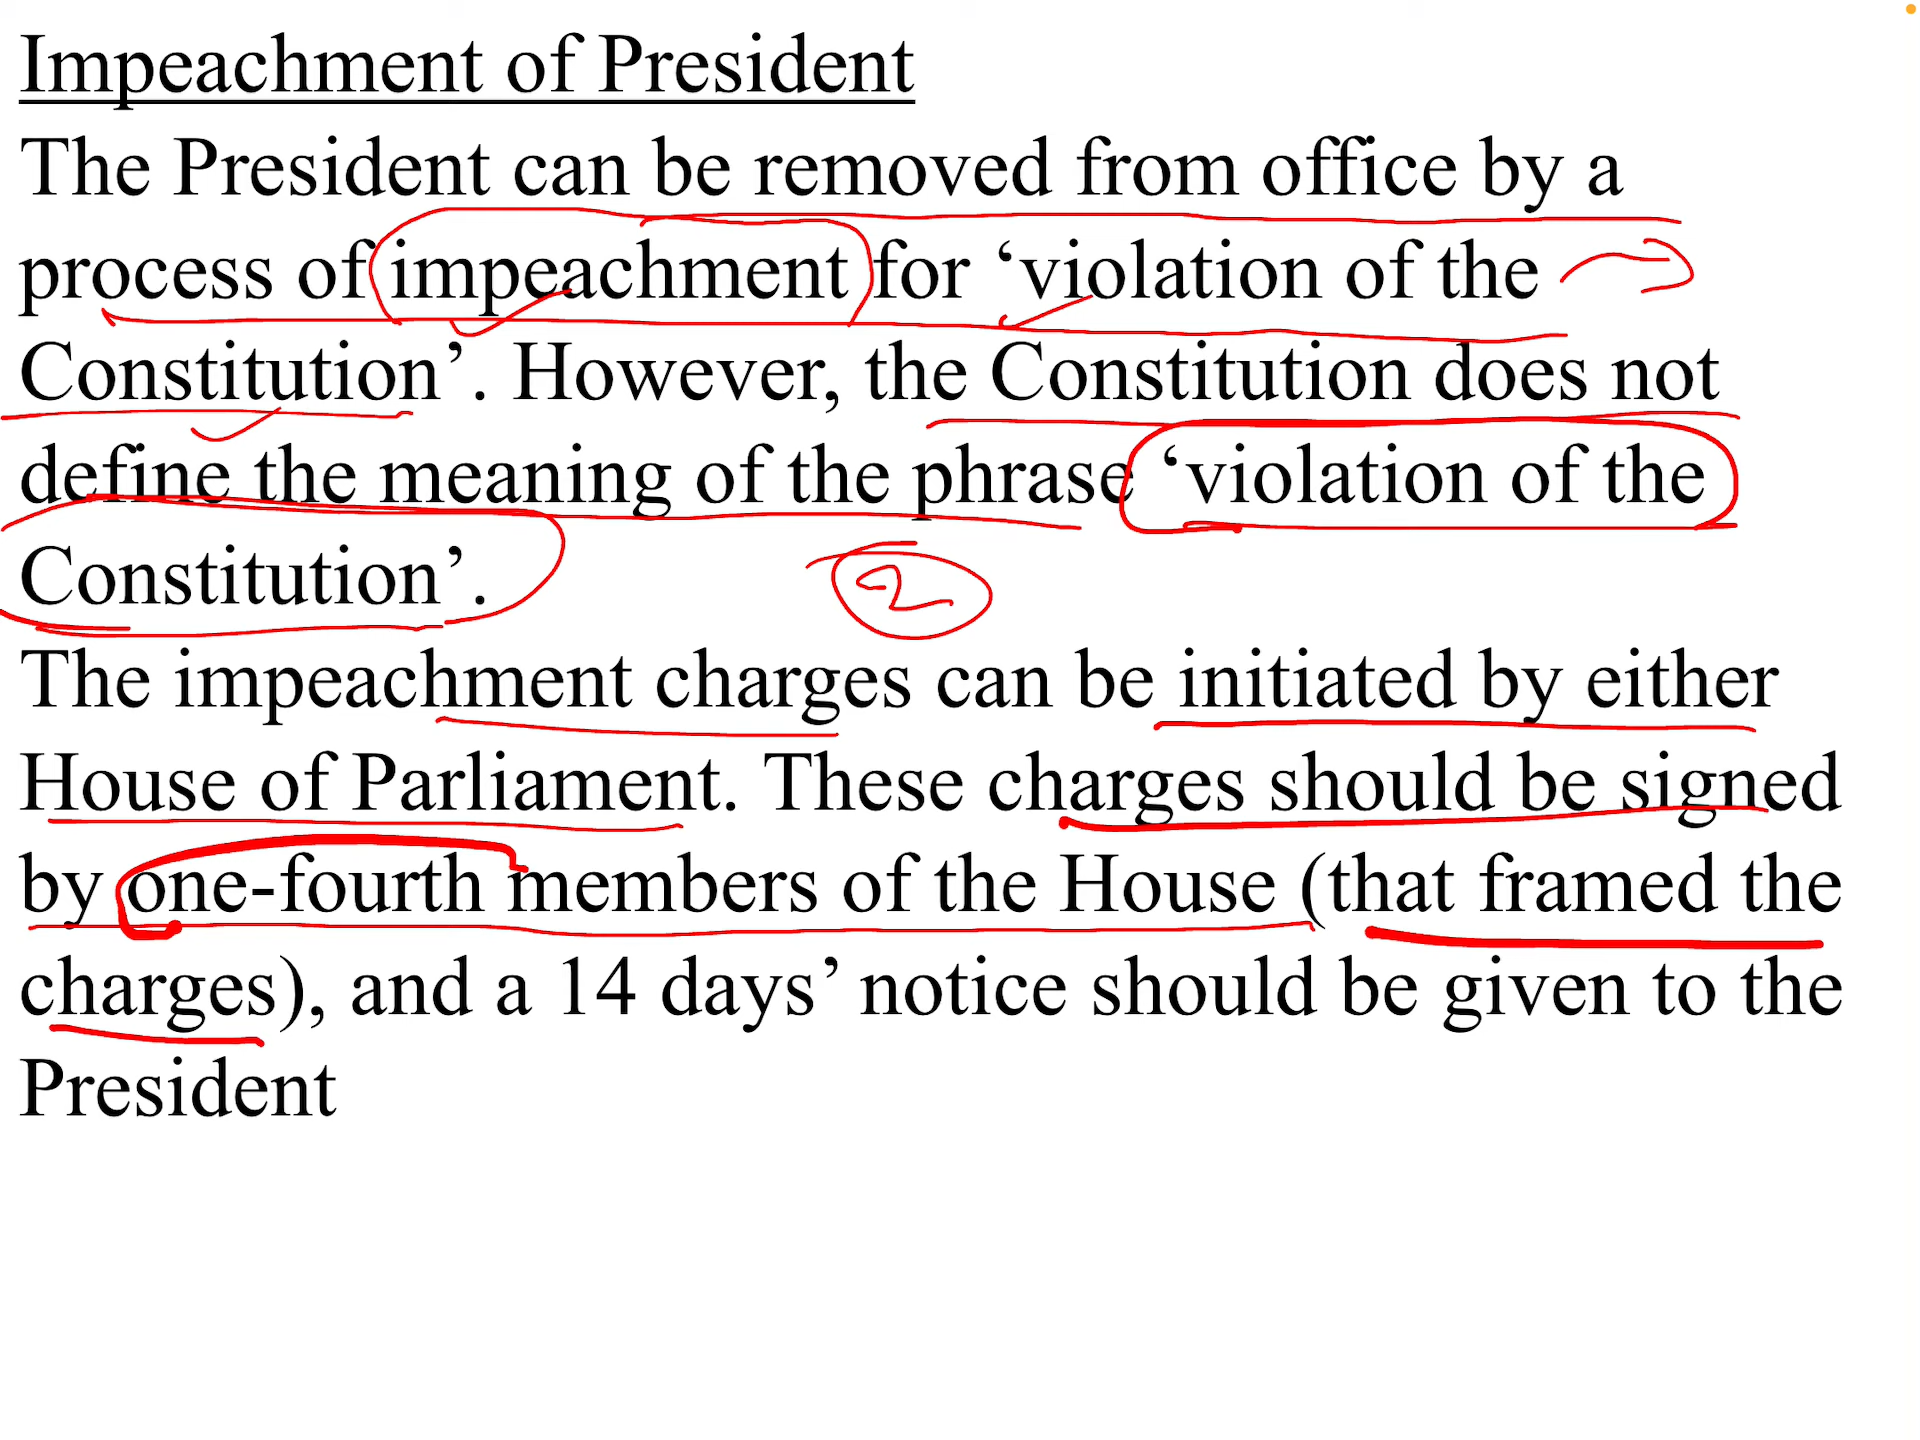 Impeachment of President
The President can be removed from office by a
process of impeachment for ‘violation of the
Constitution’. However, the Constitution does not
define the meaning of the phrase ‘violation of the
Constitution’.
2
The impeachment charges can be initiated by either
House of Parliament. These charges should be signed
by one-fourth members of the House (that framed the
charges), and a 14 days’ notice should be given to the
President